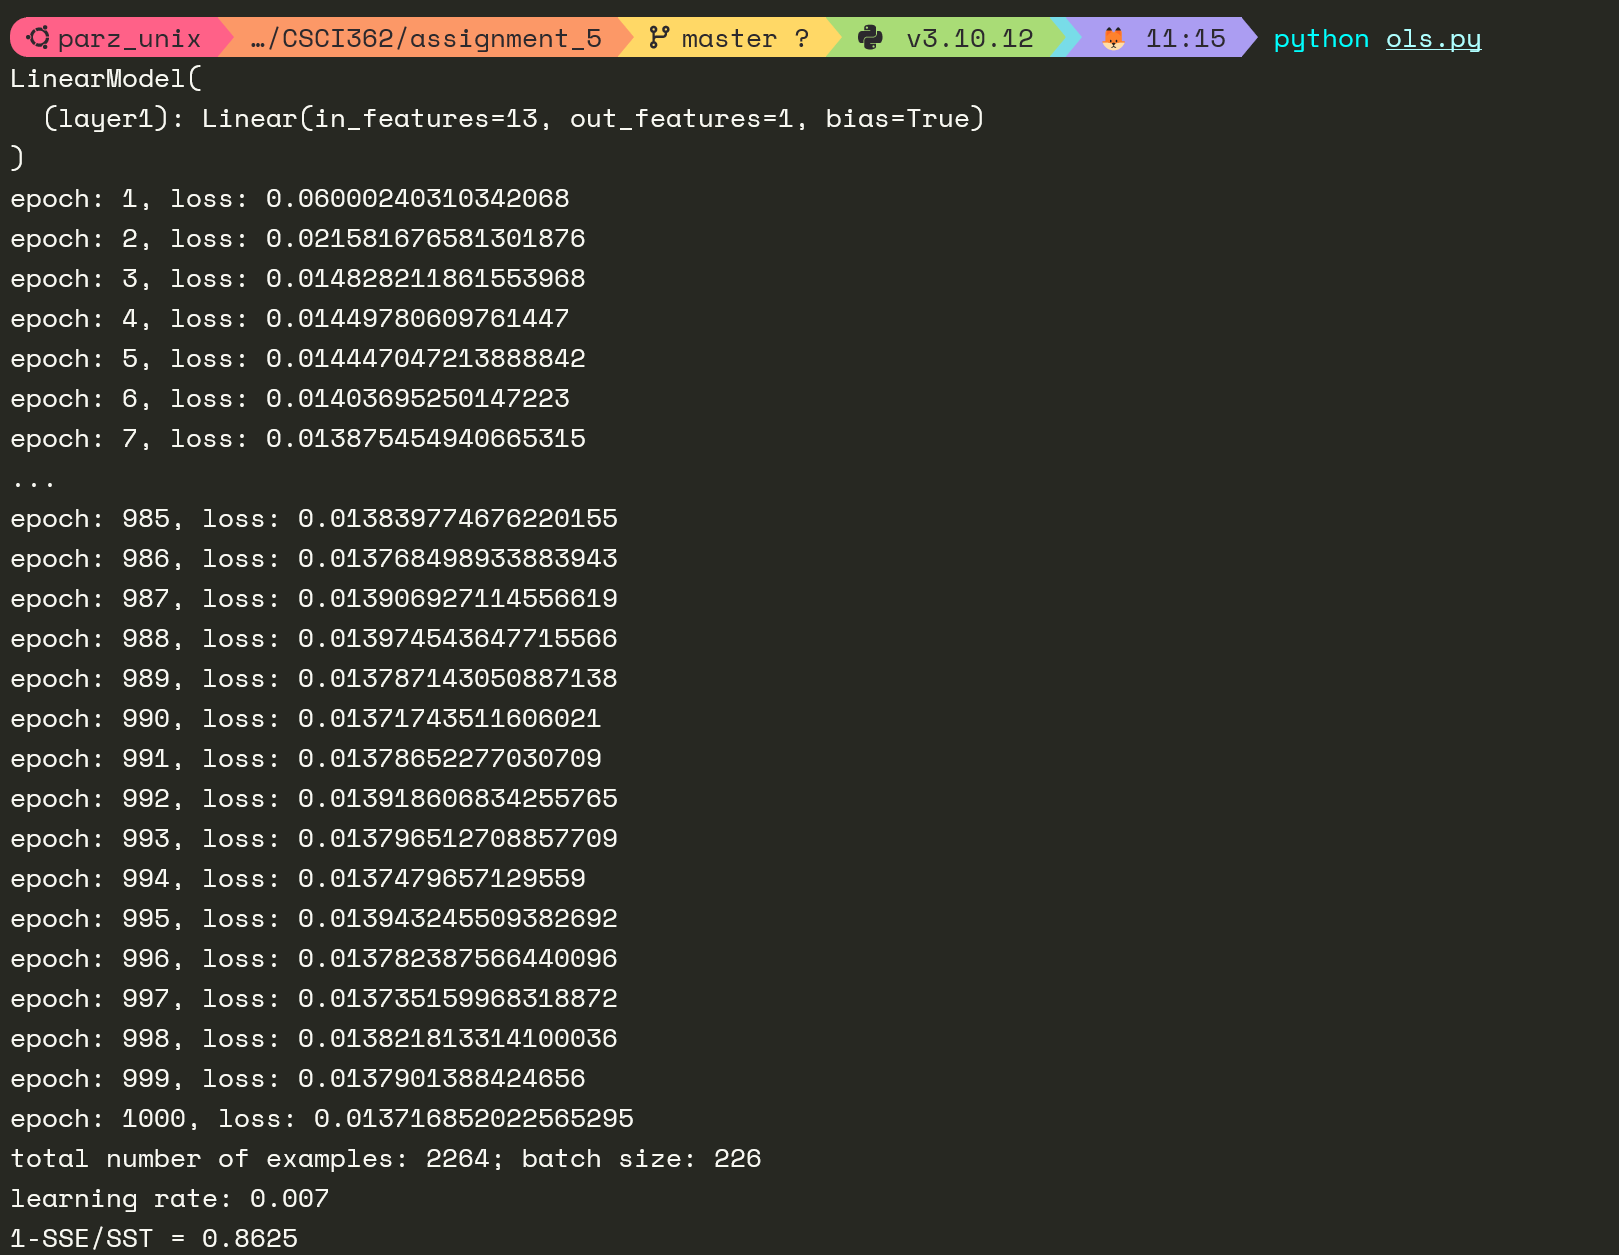 parz_unix …/CSCI362/assignment_5 master ? v3.10.12 11:15 python ols.py
LinearModel(
  (layer1): Linear(in_features=13, out_features=1, bias=True)
)
epoch: 1, loss: 0.06000240310342068
epoch: 2, loss: 0.021581676581301876
epoch: 3, loss: 0.014828211861553968
epoch: 4, loss: 0.01449780609761447
epoch: 5, loss: 0.014447047213888842
epoch: 6, loss: 0.01403695250147223
epoch: 7, loss: 0.013875454940665315
...
epoch: 985, loss: 0.013839774676220155
epoch: 986, loss: 0.013768498933883943
epoch: 987, loss: 0.013906927114556619
epoch: 988, loss: 0.013974543647715566
epoch: 989, loss: 0.013787143050887138
epoch: 990, loss: 0.01371743511606021
epoch: 991, loss: 0.01378652277030709
epoch: 992, loss: 0.013918606834255765
epoch: 993, loss: 0.013796512708857709
epoch: 994, loss: 0.0137479657129559
epoch: 995, loss: 0.013943245509382692
epoch: 996, loss: 0.013782387566440096
epoch: 997, loss: 0.013735159968318872
epoch: 998, loss: 0.013821813314100036
epoch: 999, loss: 0.0137901388424656
epoch: 1000, loss: 0.013716852022565295
total number of examples: 2264; batch size: 226
learning rate: 0.007
1-SSE/SST = 0.8625